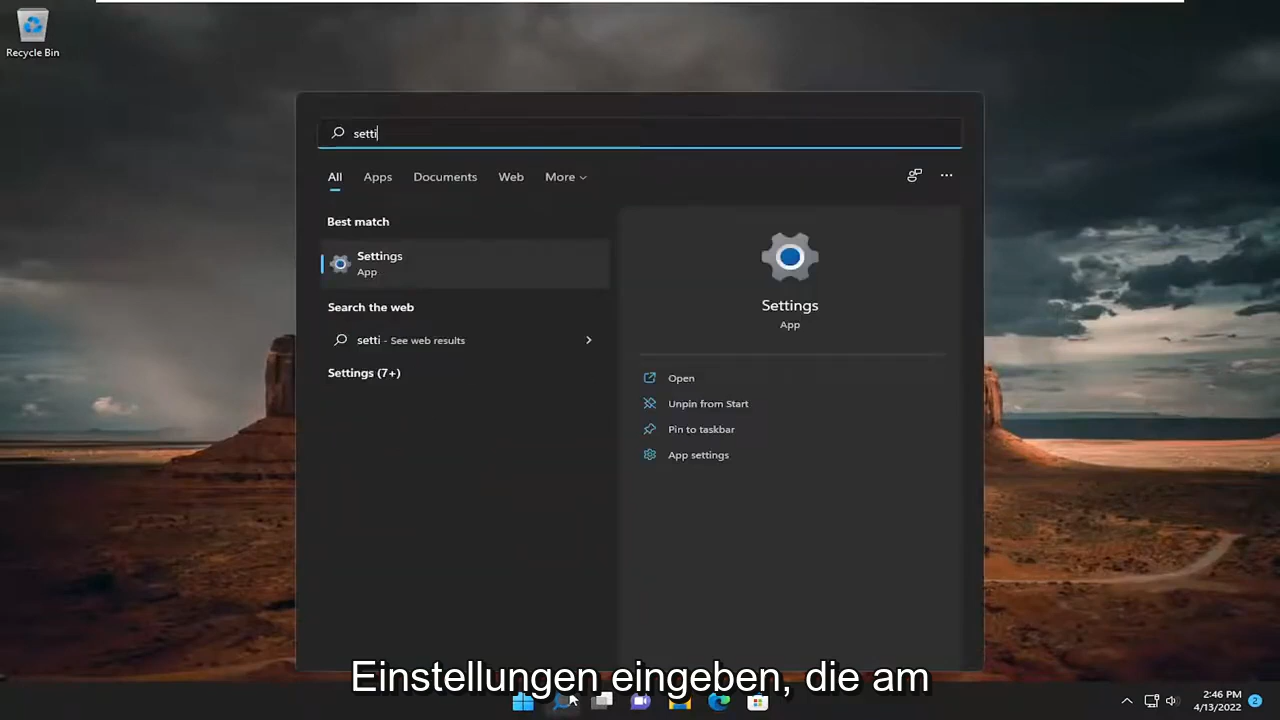 Recycle Bin
setti
All Apps Documents Web More
Best match
Settings
App
Search the web
setti - See web results
Settings (7+)
Settings
App
Open
Unpin from Start
Pin to taskbar
App settings
Einstellungen eingeben, die am
2:46 PM
4/13/2022
2